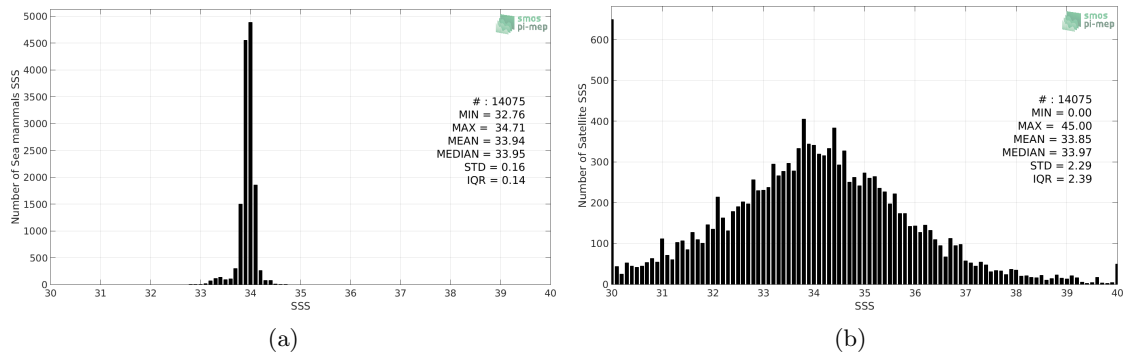 smos
pi-mep
5000
4500
4000
3500
3000
2500
2000
1500
1000
500
0
Number of Sea mammals SSS
# : 14075
MIN = 32.76
MAX = 34.71
MEAN = 33.94
MEDIAN = 33.95
STD = 0.16
IQR = 0.14
30 31 32 33 34 35 36 37 38 39 40
SSS
(a)
smos
pi-mep
600
500
400
300
200
100
0
Number of Satellite SSS
# : 14075
MIN = 0.00
MAX = 45.00
MEAN = 33.85
MEDIAN = 33.97
STD = 2.29
IQR = 2.39
30 31 32 33 34 35 36 37 38 39 40
SSS
(b)